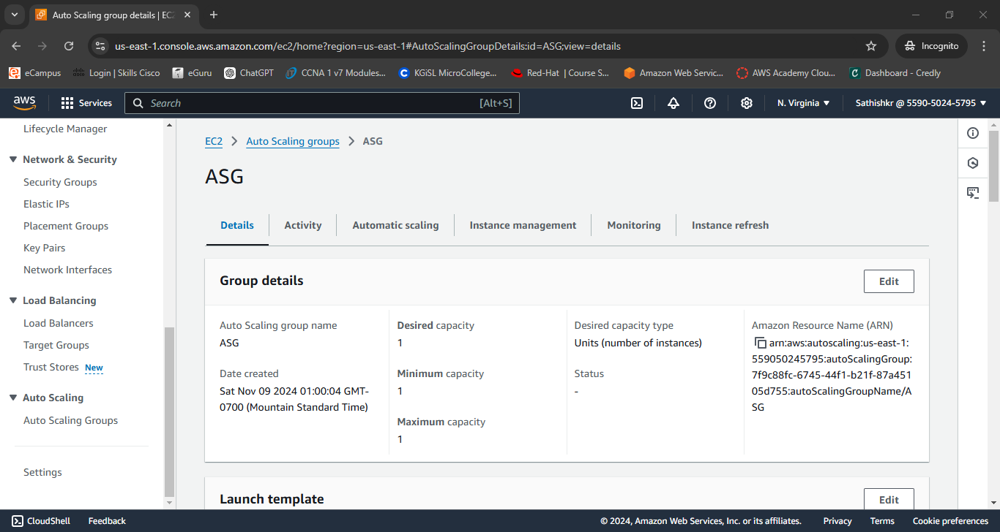 Auto Scaling group details | EC2
us-east-1.console.aws.amazon.com/ec2/home?region=us-east-1#AutoScalingGroupDetails:id=ASG;view=details
Incognito
eCampus
Login | Skills Cisco
eGuru
ChatGPT
CCNA 1 v7 Modules...
KGiSL MicroCollege...
Red-Hat | Course S...
Amazon Web Servic...
AWS Academy Clou...
Dashboard - Credly
aws
Services
Search
[Alt+S]
N. Virginia
Sathishkr @ 5590-5024-5795
Lifecycle Manager
Network & Security
Security Groups
Elastic IPs
Placement Groups
Key Pairs
Network Interfaces
Load Balancing
Load Balancers
Target Groups
Trust Stores New
Auto Scaling
Auto Scaling Groups
Settings
EC2 > Auto Scaling groups > ASG
ASG
Details
Activity
Automatic scaling
Instance management
Monitoring
Instance refresh
Group details
Edit
Auto Scaling group name
ASG
Date created
Sat Nov 09 2024 01:00:04 GMT-
0700 (Mountain Standard Time)
Desired capacity
1
Minimum capacity
1
Maximum capacity
1
Desired capacity type
Units (number of instances)
Status
-
Amazon Resource Name (ARN)
arn:aws:autoscaling:us-east-1:
559050245795:autoScalingGroup:
7f9c88fc-6745-44f1-b21f-87a451
05d755:autoScalingGroupName/A
SG
Launch template
Edit
CloudShell
Feedback
© 2024, Amazon Web Services, Inc. or its affiliates.
Privacy
Terms
Cookie preferences